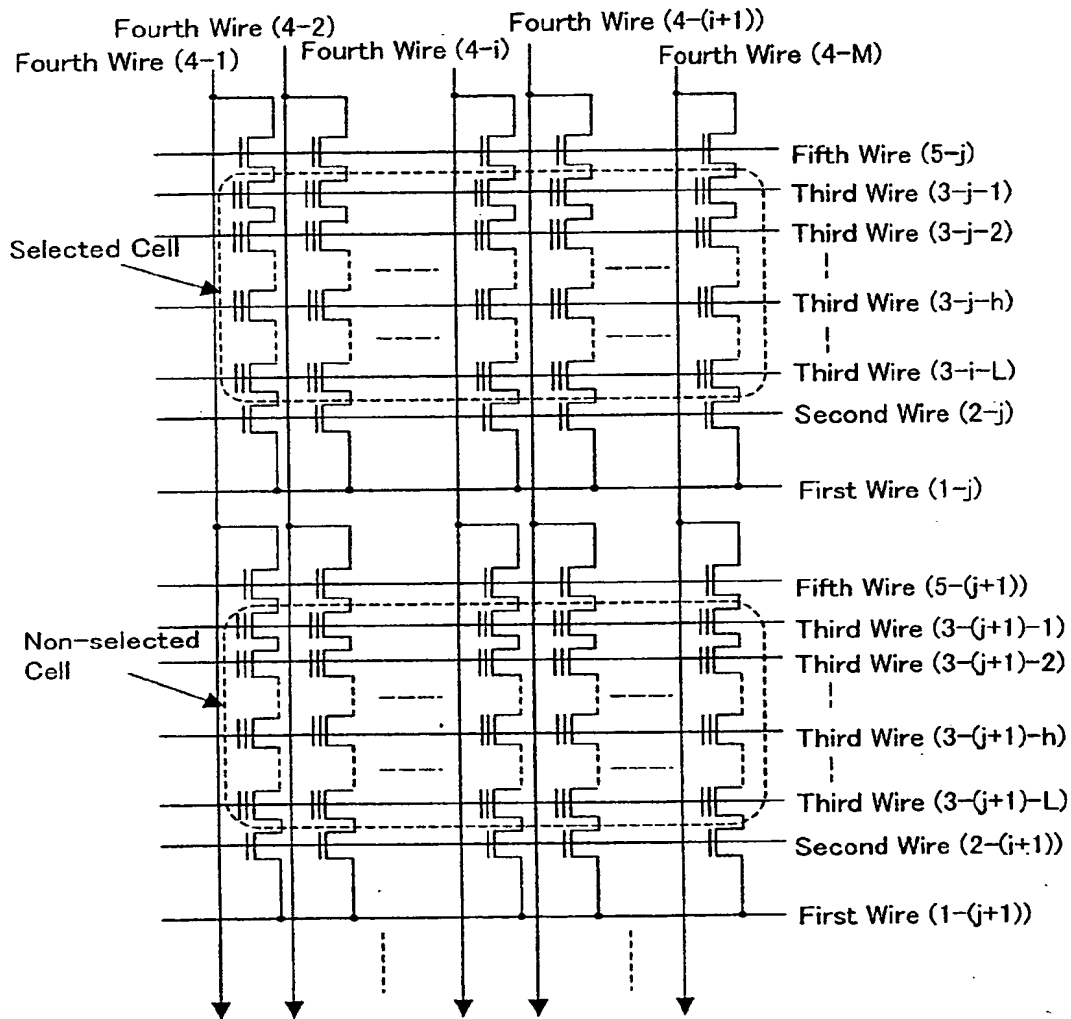 Fourth Wire (4-2)
Fourth Wire (4-(i+1))
Fourth Wire (4-1)
Fourth Wire (4-i)
Fourth Wire (4-M)
Fifth Wire (5-j)
Third Wire (3-j-1)
Third Wire (3-j-2)
Selected Cell
Third Wire (3-j-h)
Third Wire (3-i-L)
Second Wire (2-j)
First Wire (1-j)
Fifth Wire (5-(j+1))
Third Wire (3-(j+1)-1)
Non-selected
Cell
Third Wire (3-(j+1)-2)
Third Wire (3-(j+1)-h)
Third Wire (3-(j+1)-L)
Second Wire (2-(i+1))
First Wire (1-(j+1))